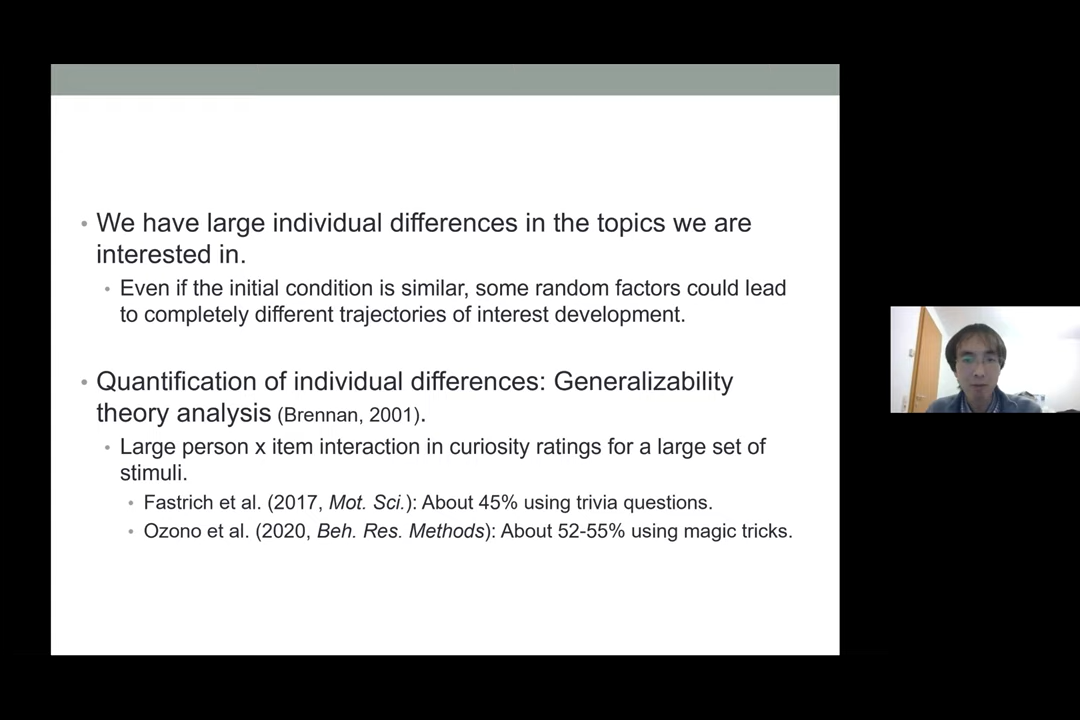 • We have large individual differences in the topics we are
interested in.
• Even if the initial condition is similar, some random factors could lead
to completely different trajectories of interest development.
• Quantification of individual differences: Generalizability
theory analysis (Brennan, 2001).
• Large person x item interaction in curiosity ratings for a large set of
stimuli.
• Fastrich et al. (2017, Mot. Sci.): About 45% using trivia questions.
• Ozono et al. (2020, Beh. Res. Methods): About 52-55% using magic tricks.